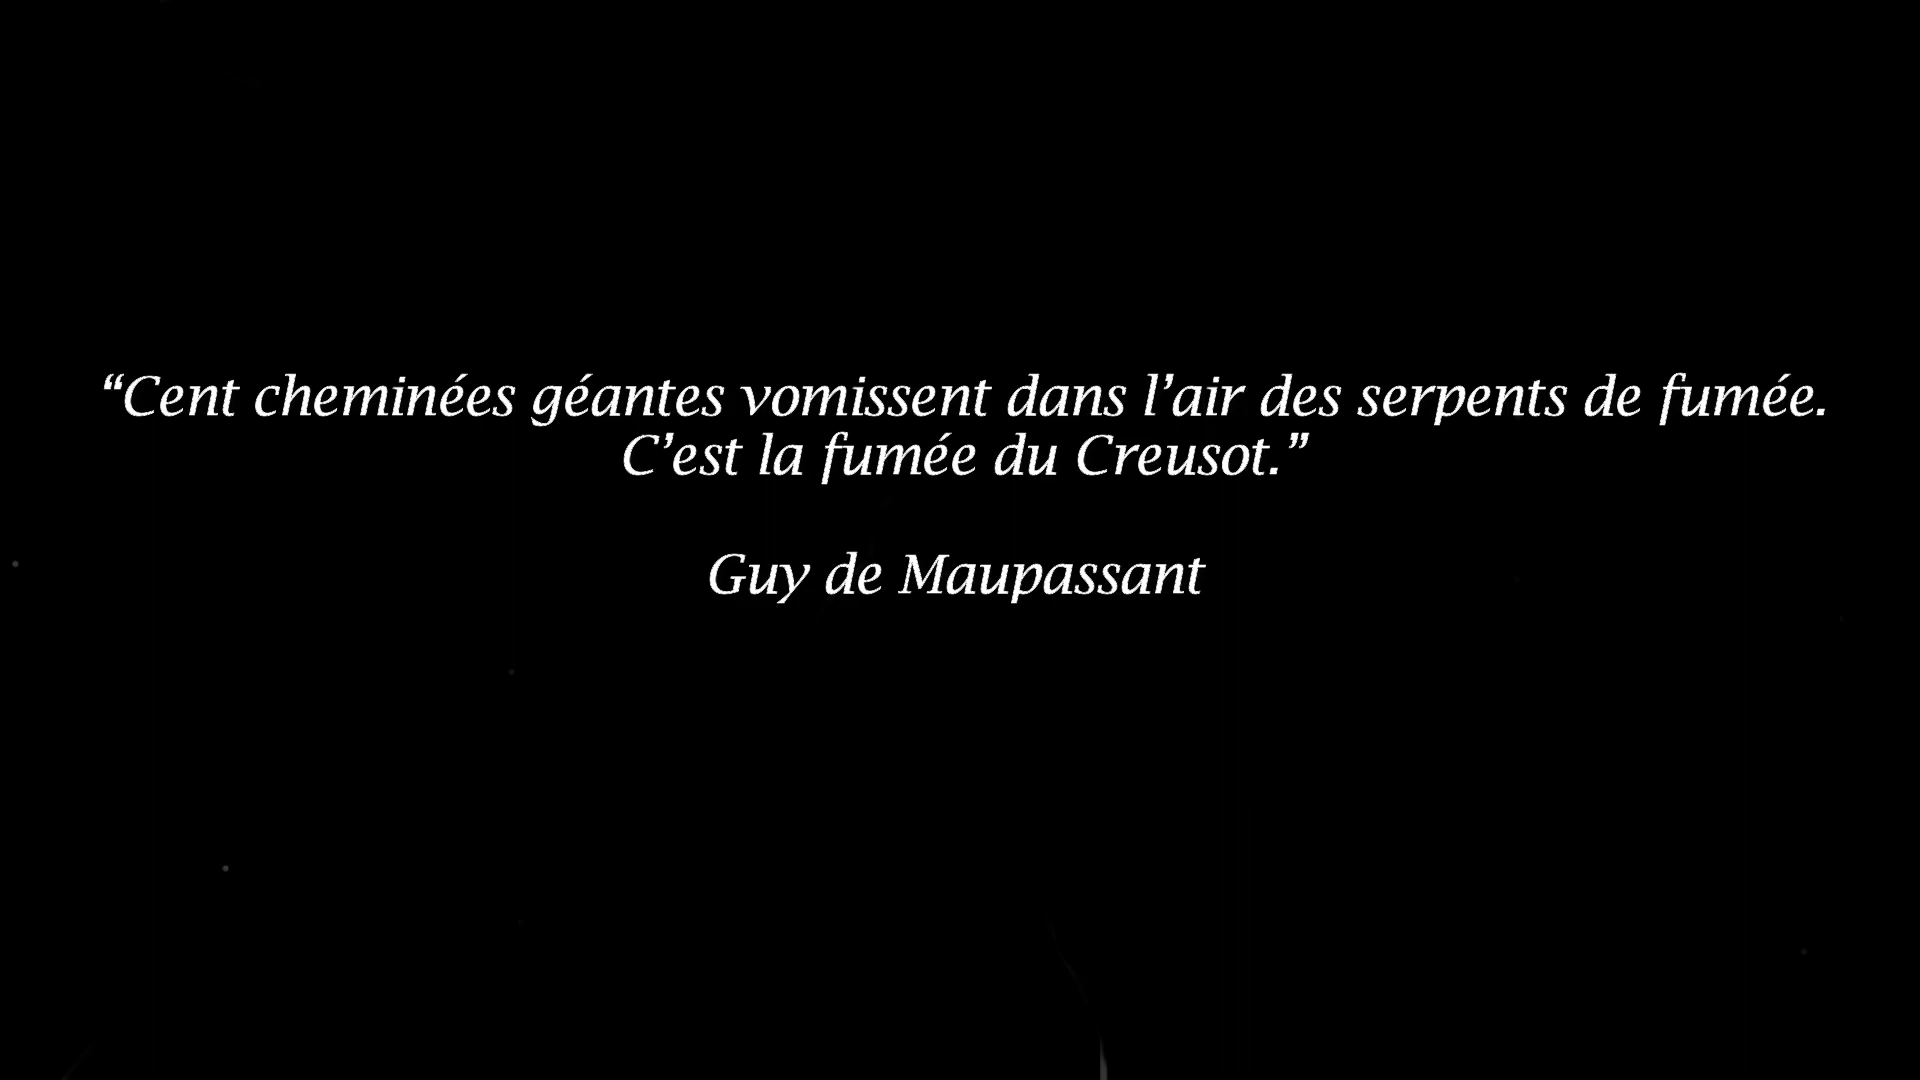 “Cent cheminées géantes vomissent dans l’air des serpents de fumée.
C’est la fumée du Creusot.”
Guy de Maupassant